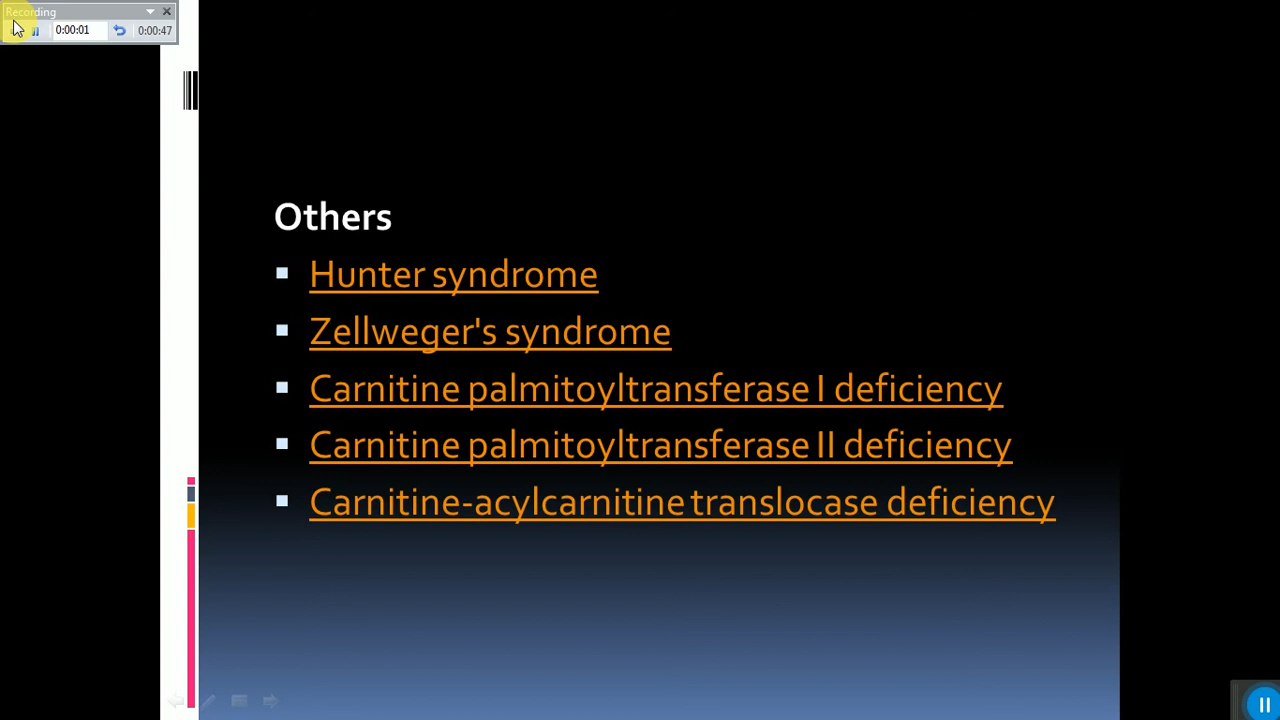 Recording
0:00:01 0:00:47
Others
Hunter syndrome
Zellweger's syndrome
Carnitine palmitoyltransferase I deficiency
Carnitine palmitoyltransferase II deficiency
Carnitine-acylcarnitine translocase deficiency